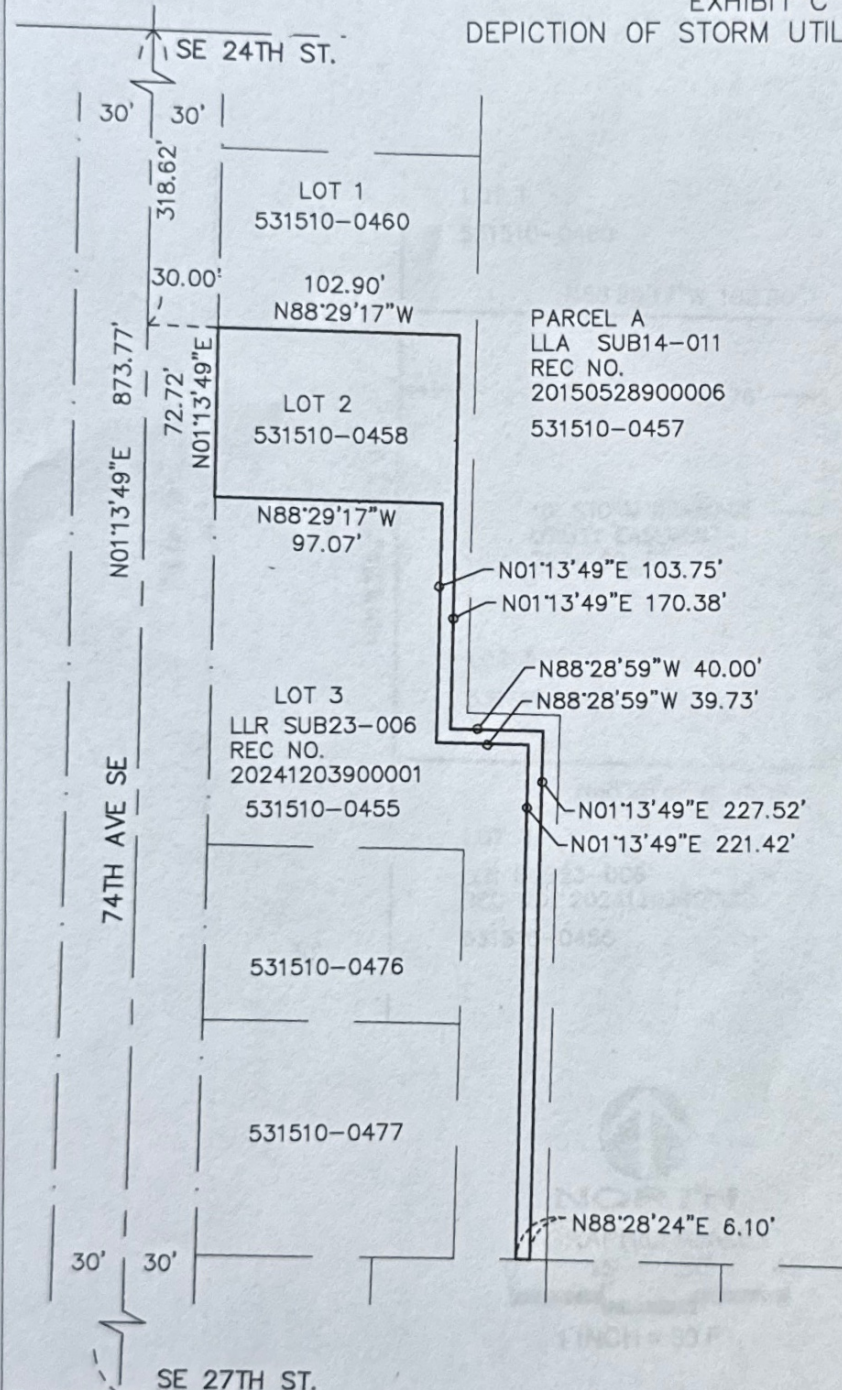 EXHIBIT C
DEPICTION OF STORM UTIL
SE 24TH ST.
30' 30'
318.62'
LOT 1
531510-0460
30.00'
102.90'
N88°29'17"W
PARCEL A
LLA SUB14-011
REC NO.
20150528900006
531510-0457
N01°13'49"E 873.77'
72.72'
N01°13'49"E
LOT 2
531510-0458
N88°29'17"W
97.07'
N01°13'49"E 103.75'
N01°13'49"E 170.38'
N88°28'59"W 40.00'
N88°28'59"W 39.73'
LOT 3
LLR SUB23-006
REC NO.
20241203900001
531510-0455
N01°13'49"E 227.52'
N01°13'49"E 221.42'
74TH AVE SE
531510-0476
531510-0477
N88°28'24"E 6.10'
30' 30'
SE 27TH ST.